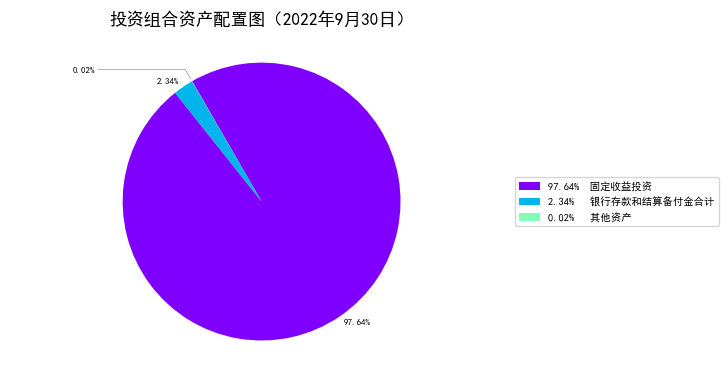 投资组合资产配置图（2022年9月30日）
0.02%
2.34%
97.64%
97.64% 固定收益投资
2.34% 银行存款和结算备付金合计
0.02% 其他资产